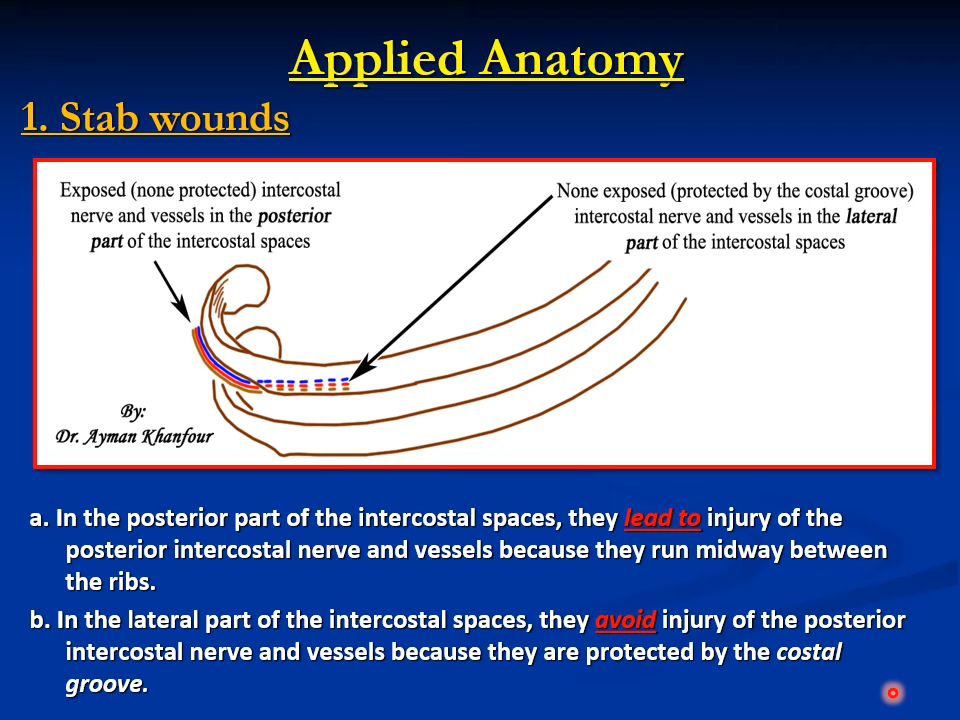 Applied Anatomy
1. Stab wounds
Exposed (none protected) intercostal
nerve and vessels in the posterior
part of the intercostal spaces
None exposed (protected by the costal groove)
intercostal nerve and vessels in the lateral
part of the intercostal spaces
By:
Dr. Ayman Khanfour
a. In the posterior part of the intercostal spaces, they lead to injury of the
posterior intercostal nerve and vessels because they run midway between
the ribs.
b. In the lateral part of the intercostal spaces, they avoid injury of the posterior
intercostal nerve and vessels because they are protected by the costal
groove.